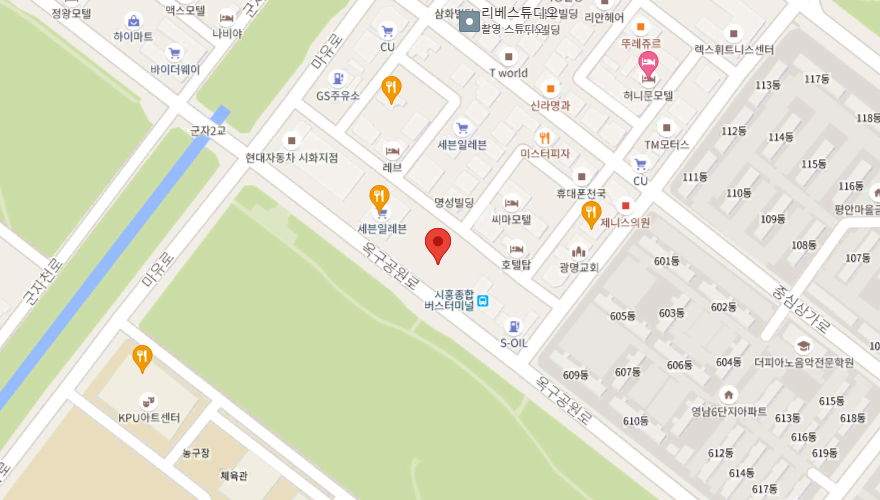 정왕모텔
맥스모텔
삼화빌딩
리베스튜디오
촬영 스튜디오
빌딩
리안헤어
하이마트
나비야
군자천로
마유로
CU
뚜레쥬르
렉스휘트니스센터
바이더웨이
GS주유소
T world
허니문모텔
신라명과
113동
117동
118동
군자2교
현대자동차 시화지점
세븐일레븐
미스터피자
TM모터스
112동
114동
레브
CU
115동
111동
110동
116동
명성빌딩
씨마모텔
휴대폰천국
제니스의원
109동
세븐일레븐
108동
107동
옥구공원로
호텔탑
광명교회
601동
군자천로
마유로
시흥종합
버스터미널
S-OIL
605동
603동
602동
중심상가로
607동
606동
604동
더피아노음악전문학원
609동
옥구공원로
영남6단지아파트
610동
613동
615동
618동
KPU아트센터
616동
농구장
612동
619동
체육관
614동
617동